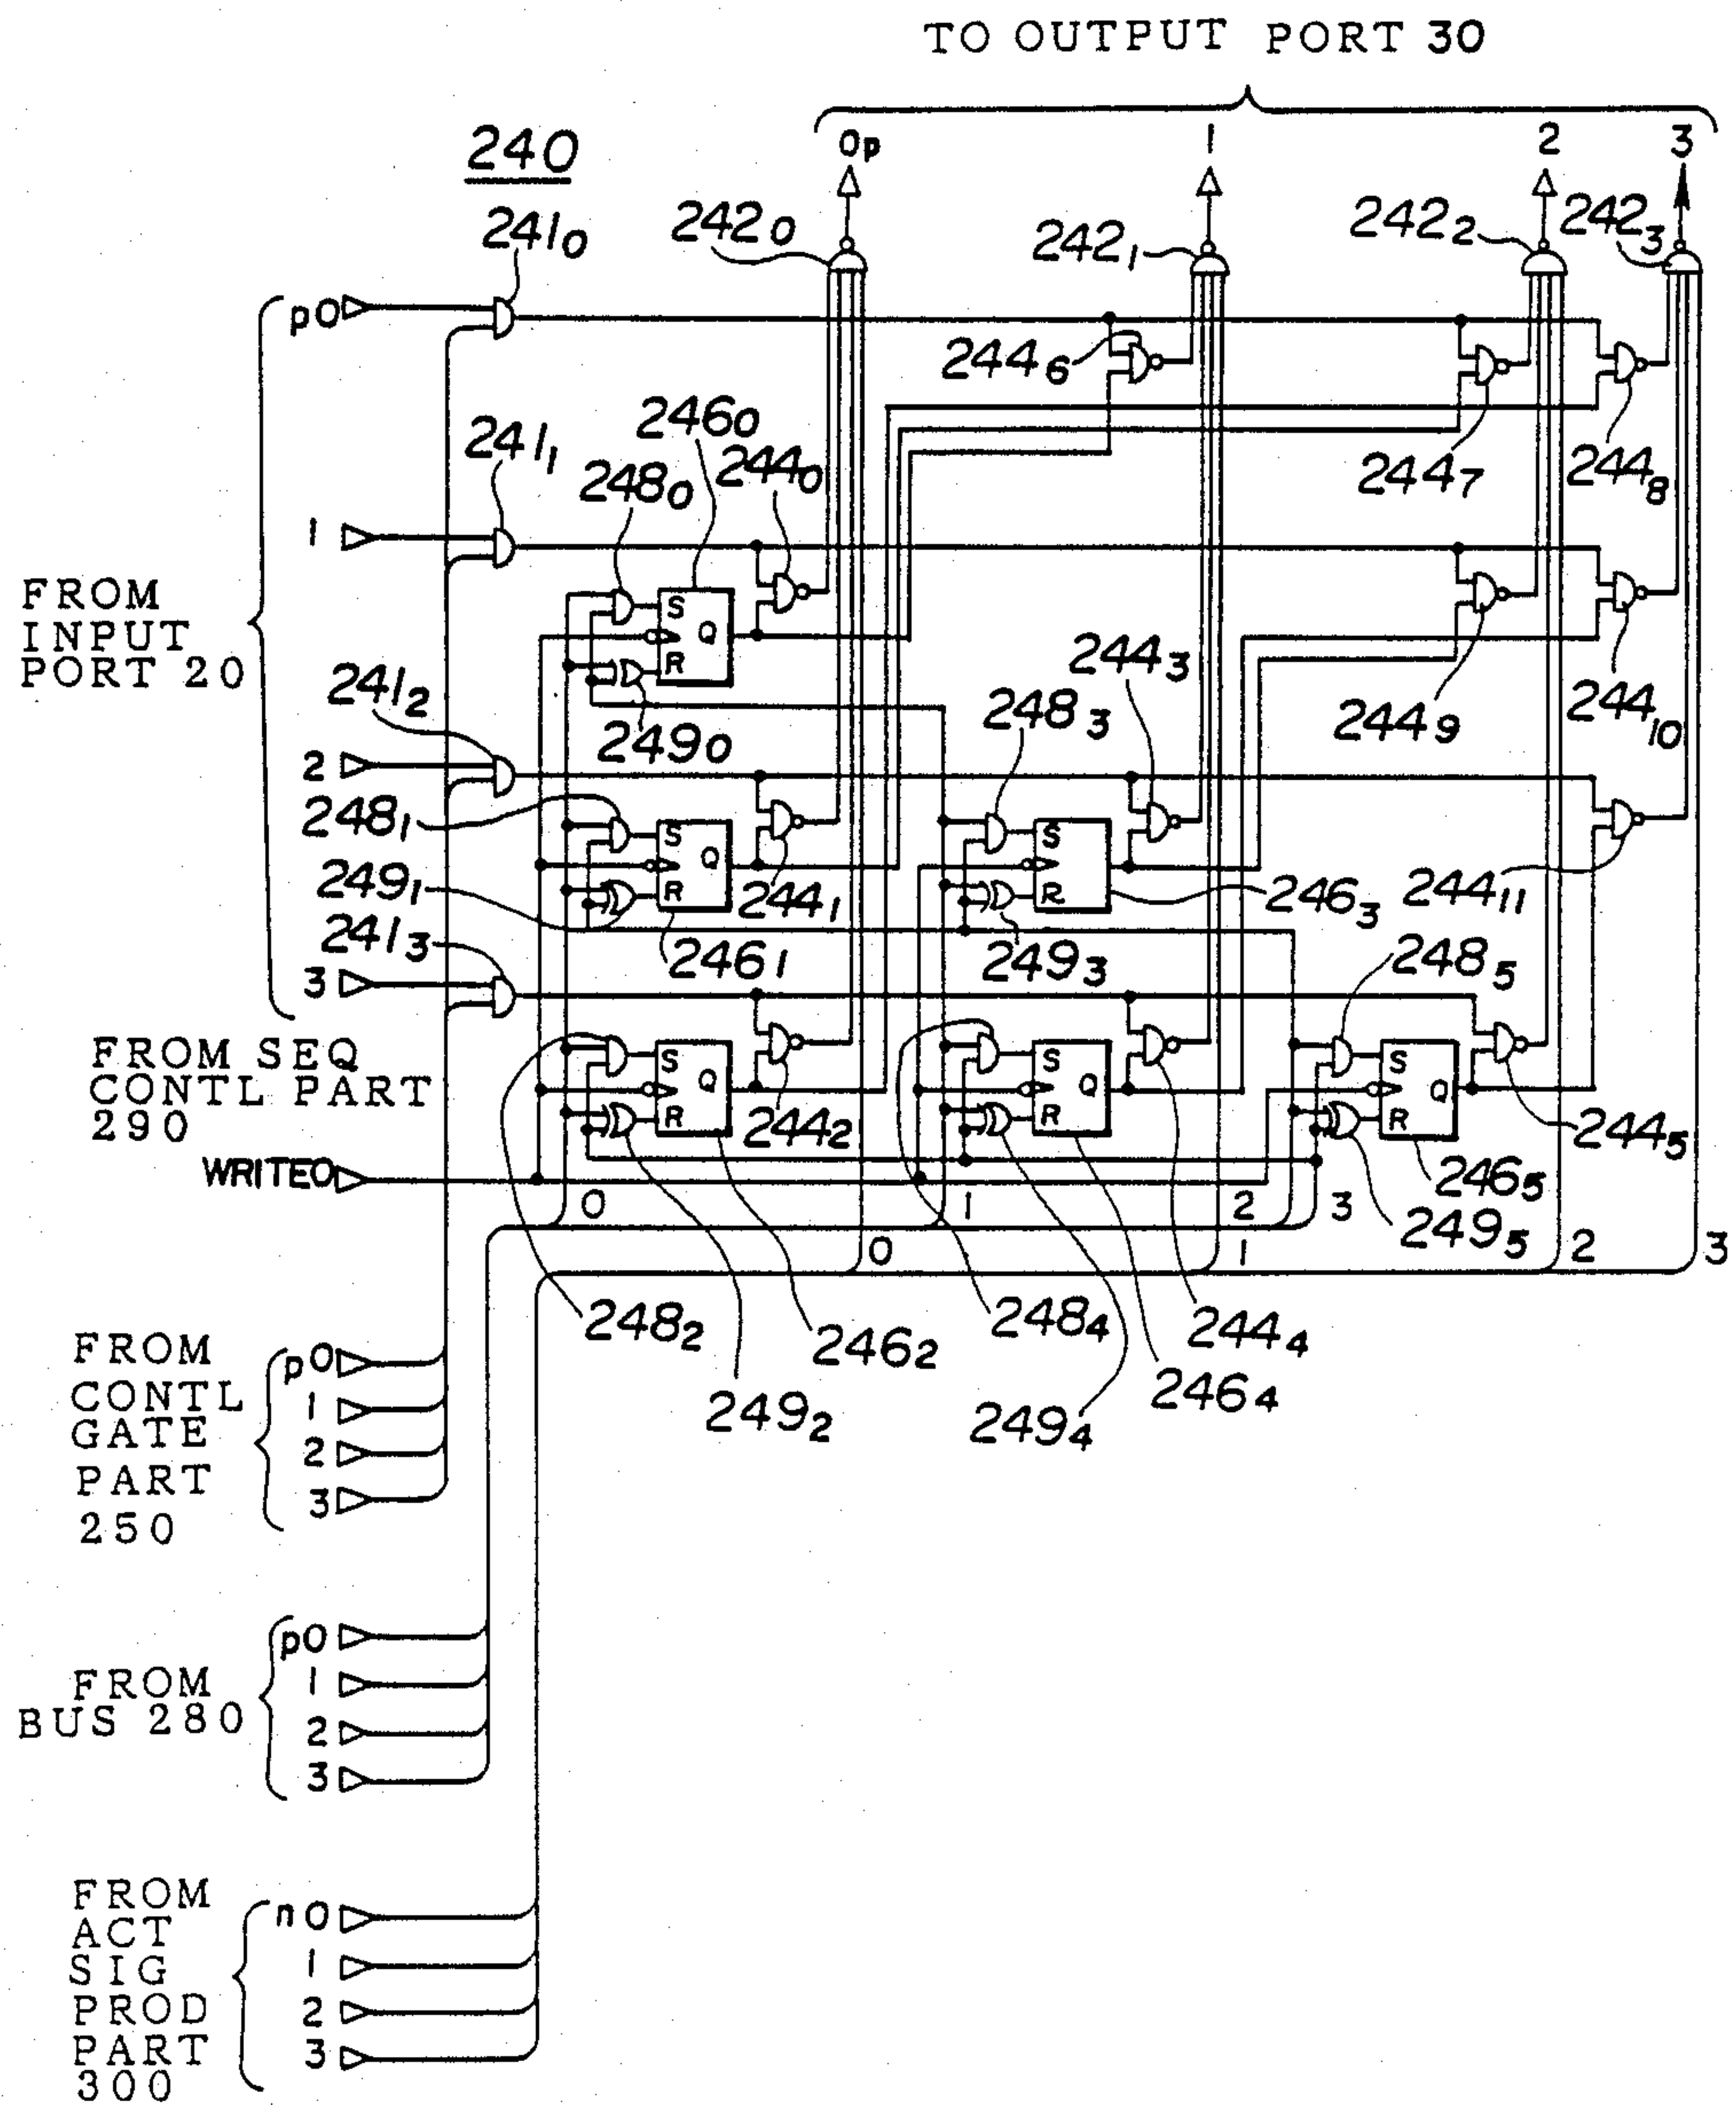 TO OUTPUT PORT 30
240
0p 1 2 3
241₀ 242₀ 242₁ 242₂ 242₃
p0
244₆
246₀
241₁ 248₀ 244₀ 244₇ 244₈
1
FROM
INPUT
PORT 20
S
Q
R
244₃
241₂ 249₀ 248₃ 244₉ 244₁₀
2
248₁ S S
Q
249₁ R 244₁ R 246₃ 244₁₁
241₃ 246₁ 249₃ 248₅
3
FROM SEQ
CONTL PART
290
S S S
Q Q Q
R 244₂ R R 244₅
WRITE0
246₅
0 1 2 3 249₅
0 1 2 3
248₂ 246₂ 248₄ 244₄
249₂ 249₄ 246₄
FROM
CONTL
GATE
PART
250
p0
1
2
3
FROM
BUS 280
p0
1
2
3
FROM
ACT
SIG
PROD
PART
300
n0
1
2
3